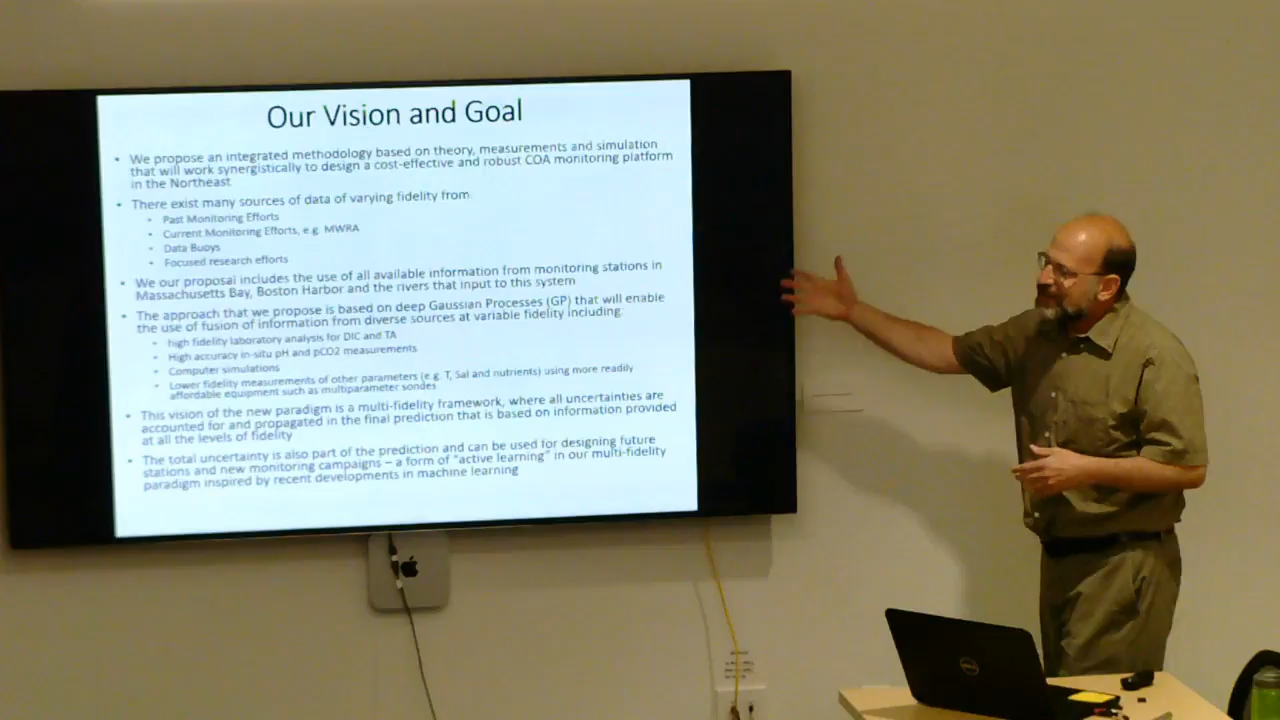 Our Vision and Goal
• We propose an integrated methodology based on theory, measurements and simulation
that will work synergistically to design a cost-effective and robust COA monitoring platform
in the Northeast
• There exist many sources of data of varying fidelity from
• Past Monitoring Efforts
• Current Monitoring Efforts, e.g. MWRA
• Data Buoys
• Focused research efforts
• We our proposal includes the use of all available information from monitoring stations in
Massachusetts Bay, Boston Harbor and the rivers that input to this system
• The approach that we propose is based on deep Gaussian Processes (GP) that will enable
the use of fusion of information from diverse sources at variable fidelity including:
• high fidelity laboratory analysis for DIC and TA
• High accuracy in-situ pH and pCO2 measurements
• Computer simulations
• Lower fidelity measurements of other parameters (e.g. T, Sal and nutrients) using more readily
affordable equipment such as multiparameter sondes
• This vision of the new paradigm is a multi-fidelity framework, where all uncertainties are
accounted for and propagated in the final prediction that is based on information provided
at all the levels of fidelity
• The total uncertainty is also part of the prediction and can be used for designing future
stations and new monitoring campaigns – a form of "active learning" in our multi-fidelity
paradigm inspired by recent developments in machine learning
DELL